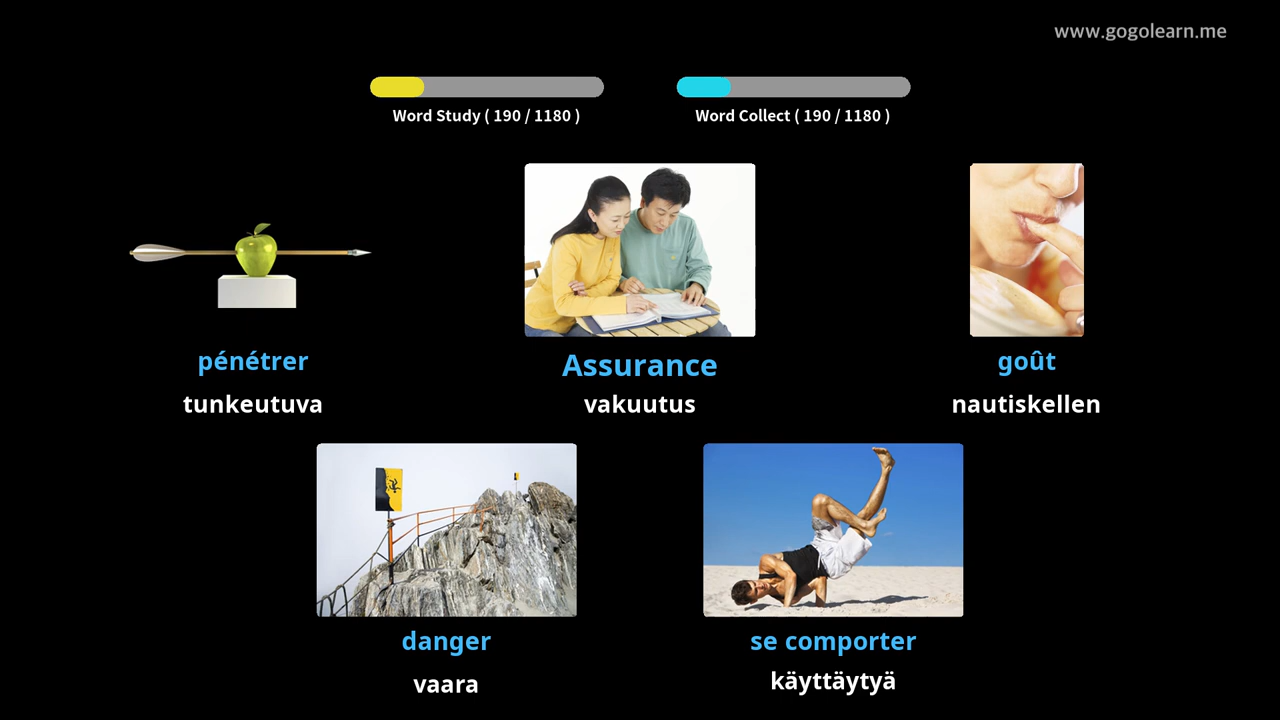 www.gogolearn.me
Word Study ( 190 / 1180 )
Word Collect ( 190 / 1180 )
pénétrer
tunkeutuva
Assurance
vakuutus
goût
nautiskellen
danger
vaara
se comporter
käyttäytyä